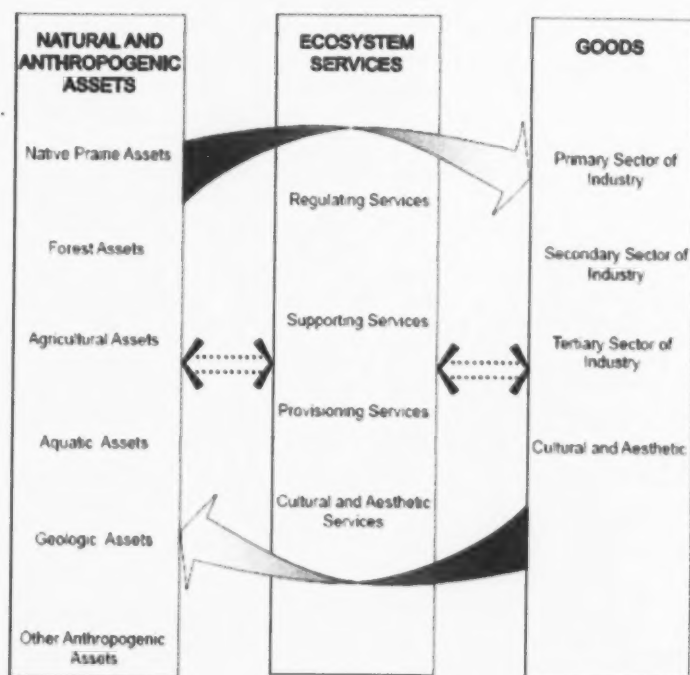 NATURAL AND
ANTHROPOGENIC
ASSETS
Native Prairie Assets
Forest Assets
Agricultural Assets
Aquatic Assets
Geologic Assets
Other Anthropogenic
Assets
ECOSYSTEM
SERVICES
Regulating Services
Supporting Services
Provisioning Services
Cultural and Aesthetic
Services
GOODS
Primary Sector of
Industry
Secondary Sector of
Industry
Tertiary Sector of
Industry
Cultural and Aesthetic